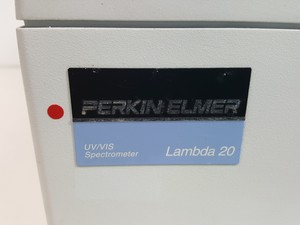 PERKIN ELMER
UV/VIS
Spectrometer Lambda 20